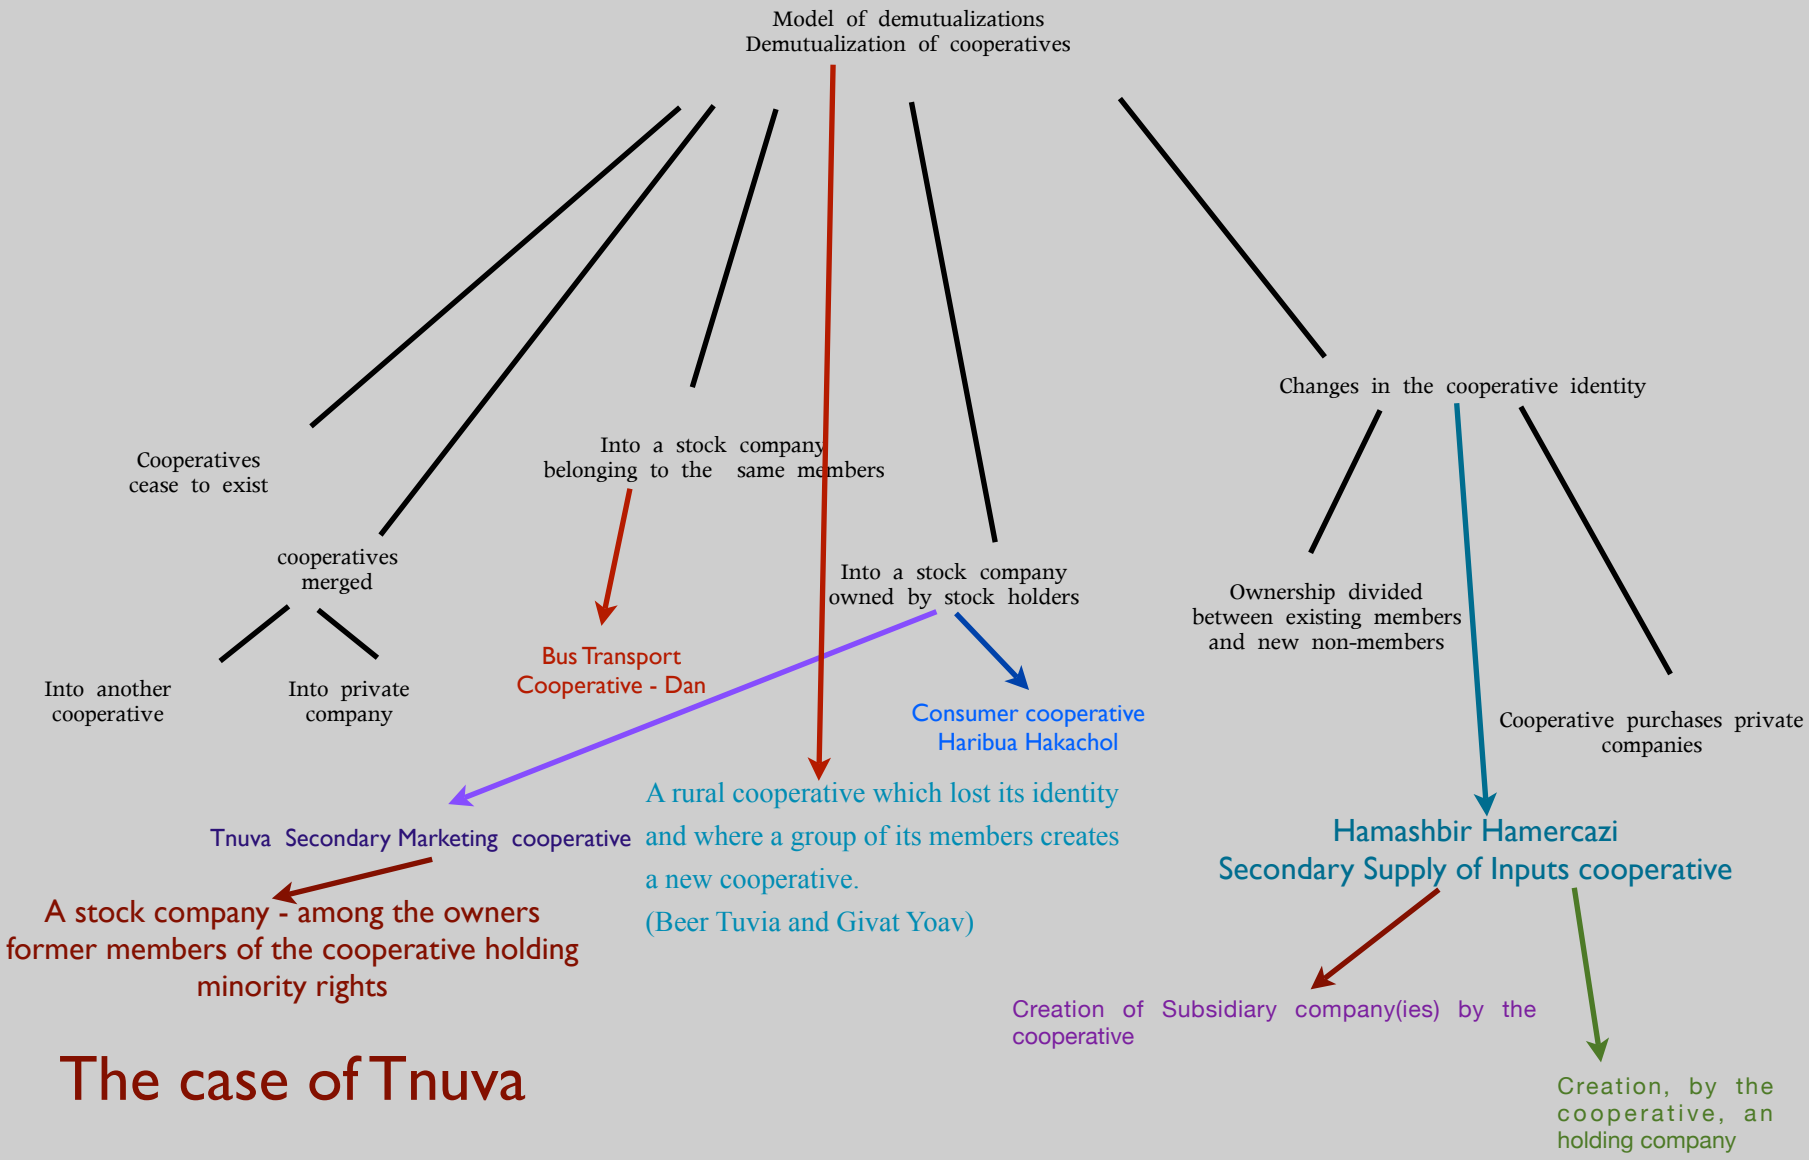 Model of demutualizations
Demutualization of cooperatives
Changes in the cooperative identity
Cooperatives
cease to exist
Into a stock company
belonging to the same members
cooperatives
merged
Into a stock company
owned by stock holders
Ownership divided
between existing members
and new non-members
Into another
cooperative
Into private
company
Bus Transport
Cooperative - Dan
Consumer cooperative
Haribua Hakachol
Cooperative purchases private
companies
Tnuva Secondary Marketing cooperative
A rural cooperative which lost its identity
and where a group of its members creates
a new cooperative.
(Beer Tuvia and Givat Yoav)
Hamashbir Hamercazi
Secondary Supply of Inputs cooperative
A stock company - among the owners
former members of the cooperative holding
minority rights
Creation of Subsidiary company(ies) by the
cooperative
The case of Tnuva
Creation, by the
cooperative, an
holding company